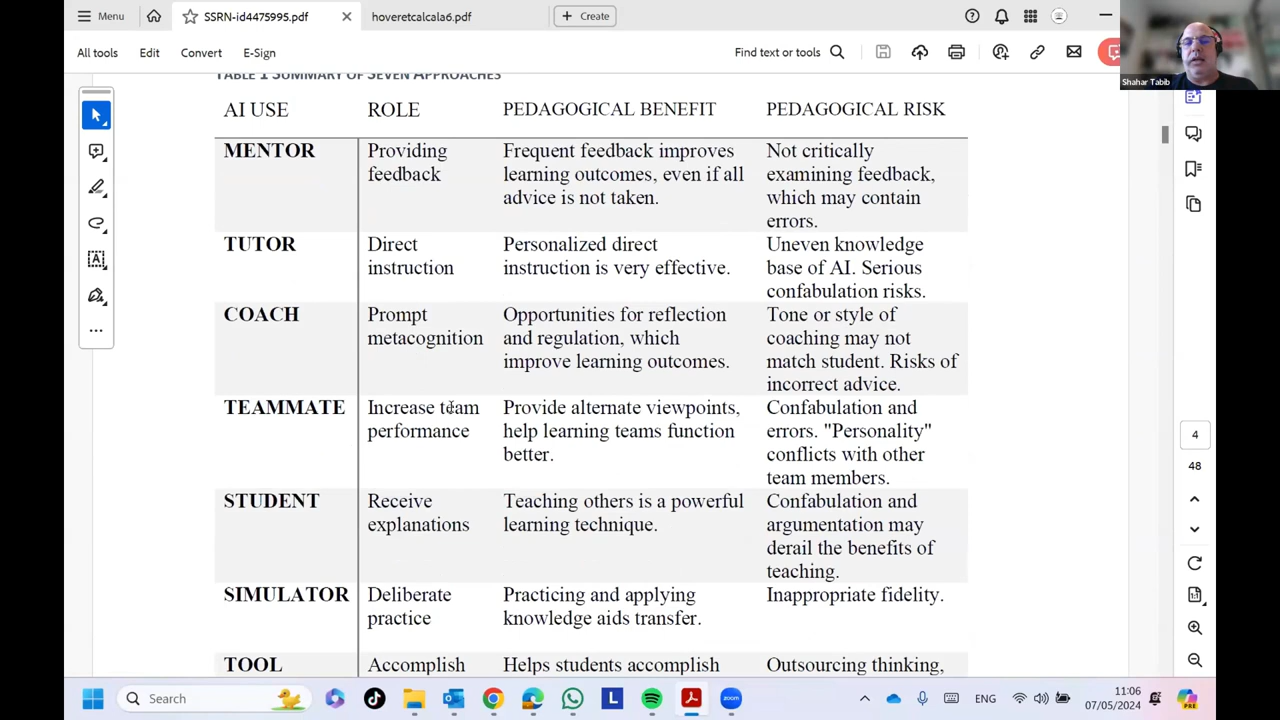 Menu
SSRN-id4475995.pdf
hoveretcalcala6.pdf
Create
All tools
Edit
Convert
E-Sign
Find text or tools
Shahar Tabib
TABLE 1 SUMMARY OF SEVEN APPROACHES
AI USE ROLE PEDAGOGICAL BENEFIT PEDAGOGICAL RISK
MENTOR Providing Frequent feedback improves Not critically
feedback learning outcomes, even if all examining feedback,
advice is not taken. which may contain
errors.
TUTOR Direct Personalized direct Uneven knowledge
instruction instruction is very effective. base of AI. Serious
confabulation risks.
COACH Prompt Opportunities for reflection Tone or style of
metacognition and regulation, which coaching may not
improve learning outcomes. match student. Risks of
incorrect advice.
TEAMMATE Increase team Provide alternate viewpoints, Confabulation and
performance help learning teams function errors. "Personality"
better. conflicts with other
team members.
STUDENT Receive Teaching others is a powerful Confabulation and
explanations learning technique. argumentation may
derail the benefits of
teaching.
SIMULATOR Deliberate Practicing and applying Inappropriate fidelity.
practice knowledge aids transfer.
TOOL Accomplish Helps students accomplish Outsourcing thinking,
4
48
Search
ENG
11:06
07/05/2024
PRE